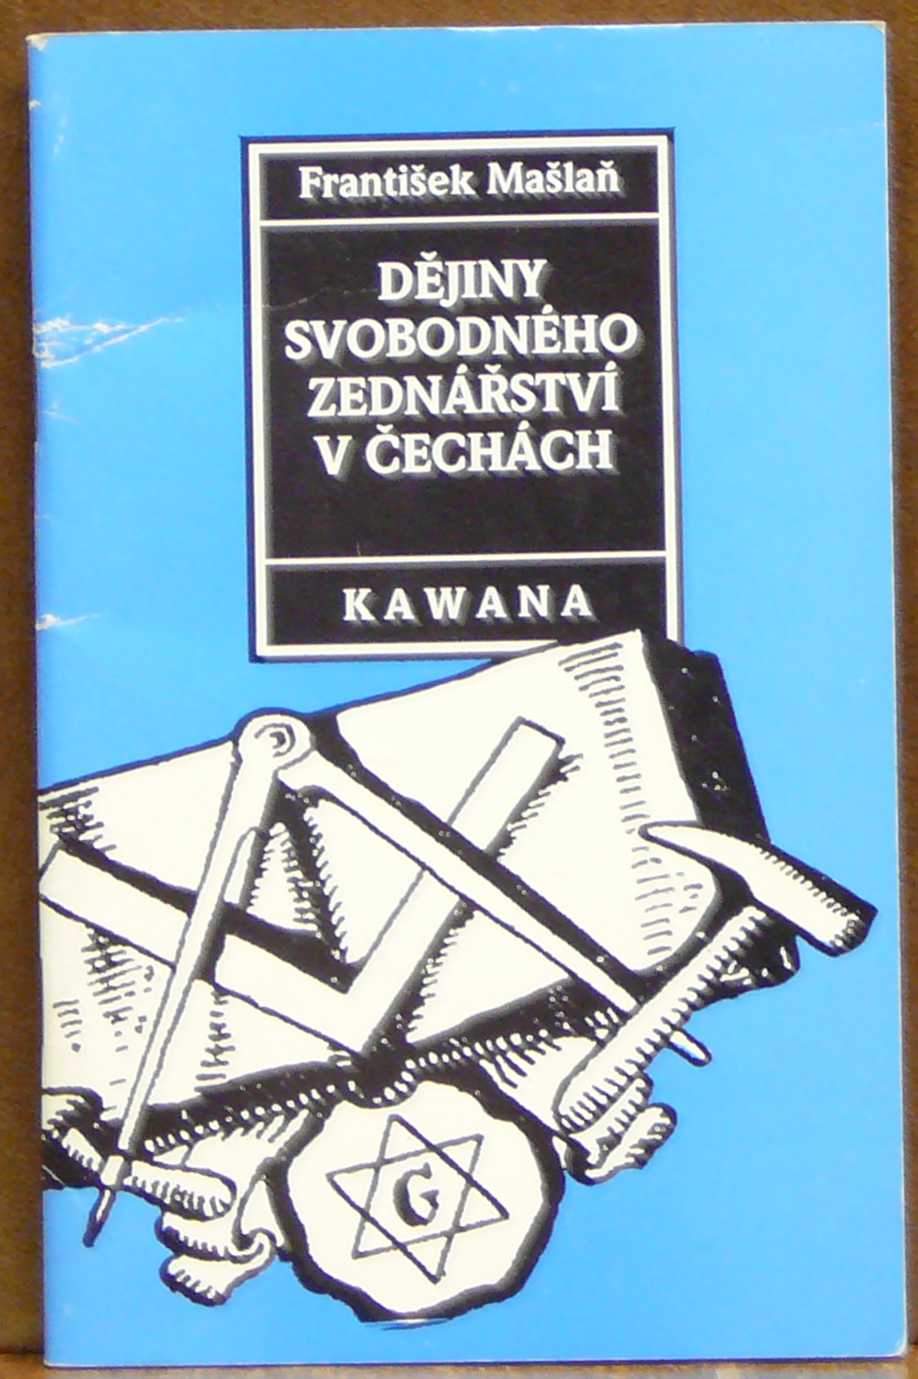 František Mašlaň
DĚJINY
SVOBODNÉHO
ZEDNÁŘSTVÍ
V ČECHÁCH
KAWANA
G